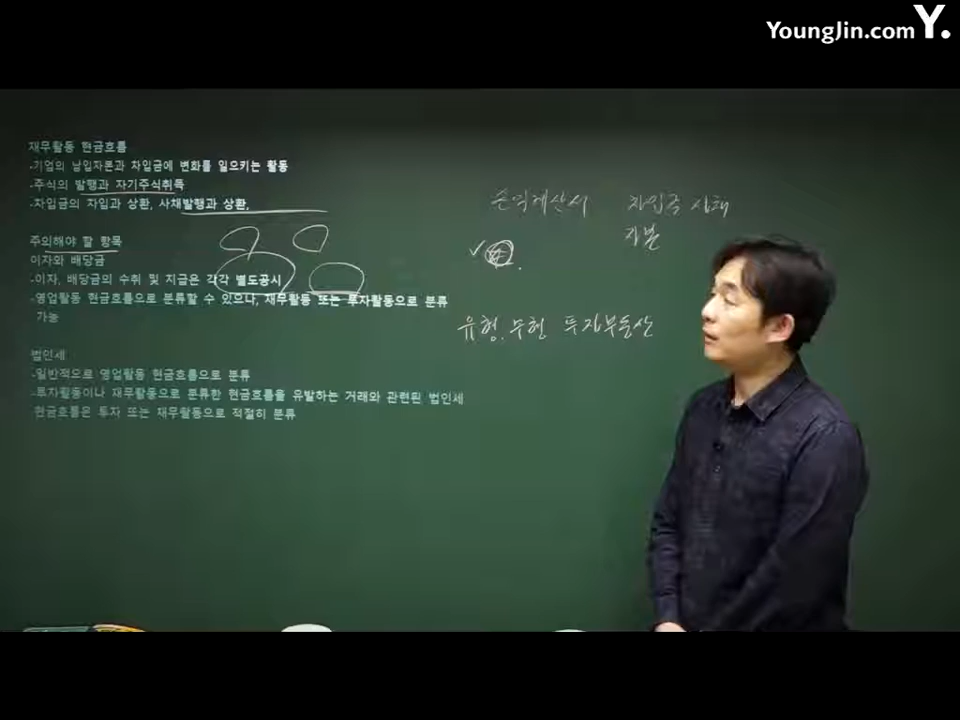 YoungJin.com Y.
재무활동 현금흐름
-기업의 납입자본과 차입금에 변화를 일으키는 활동
-주식의 발행과 자기주식취득
-차입금의 차입과 상환, 사채발행과 상환,
손익계산서 차입금 사채
자본
주의해야 할 항목
이자와 배당금
-이자, 배당금의 수취 및 지급은 각각 별도공시
-영업활동 현금흐름으로 분류할 수 있으나, 재무활동 또는 투자활동으로 분류
가능
유형. 무형 투자부동산
법인세
-일반적으로 영업활동 현금흐름으로 분류
-투자활동이나 재무활동으로 분류한 현금흐름을 유발하는 거래와 관련된 법인세
현금흐름은 투자 또는 재무활동으로 적절히 분류